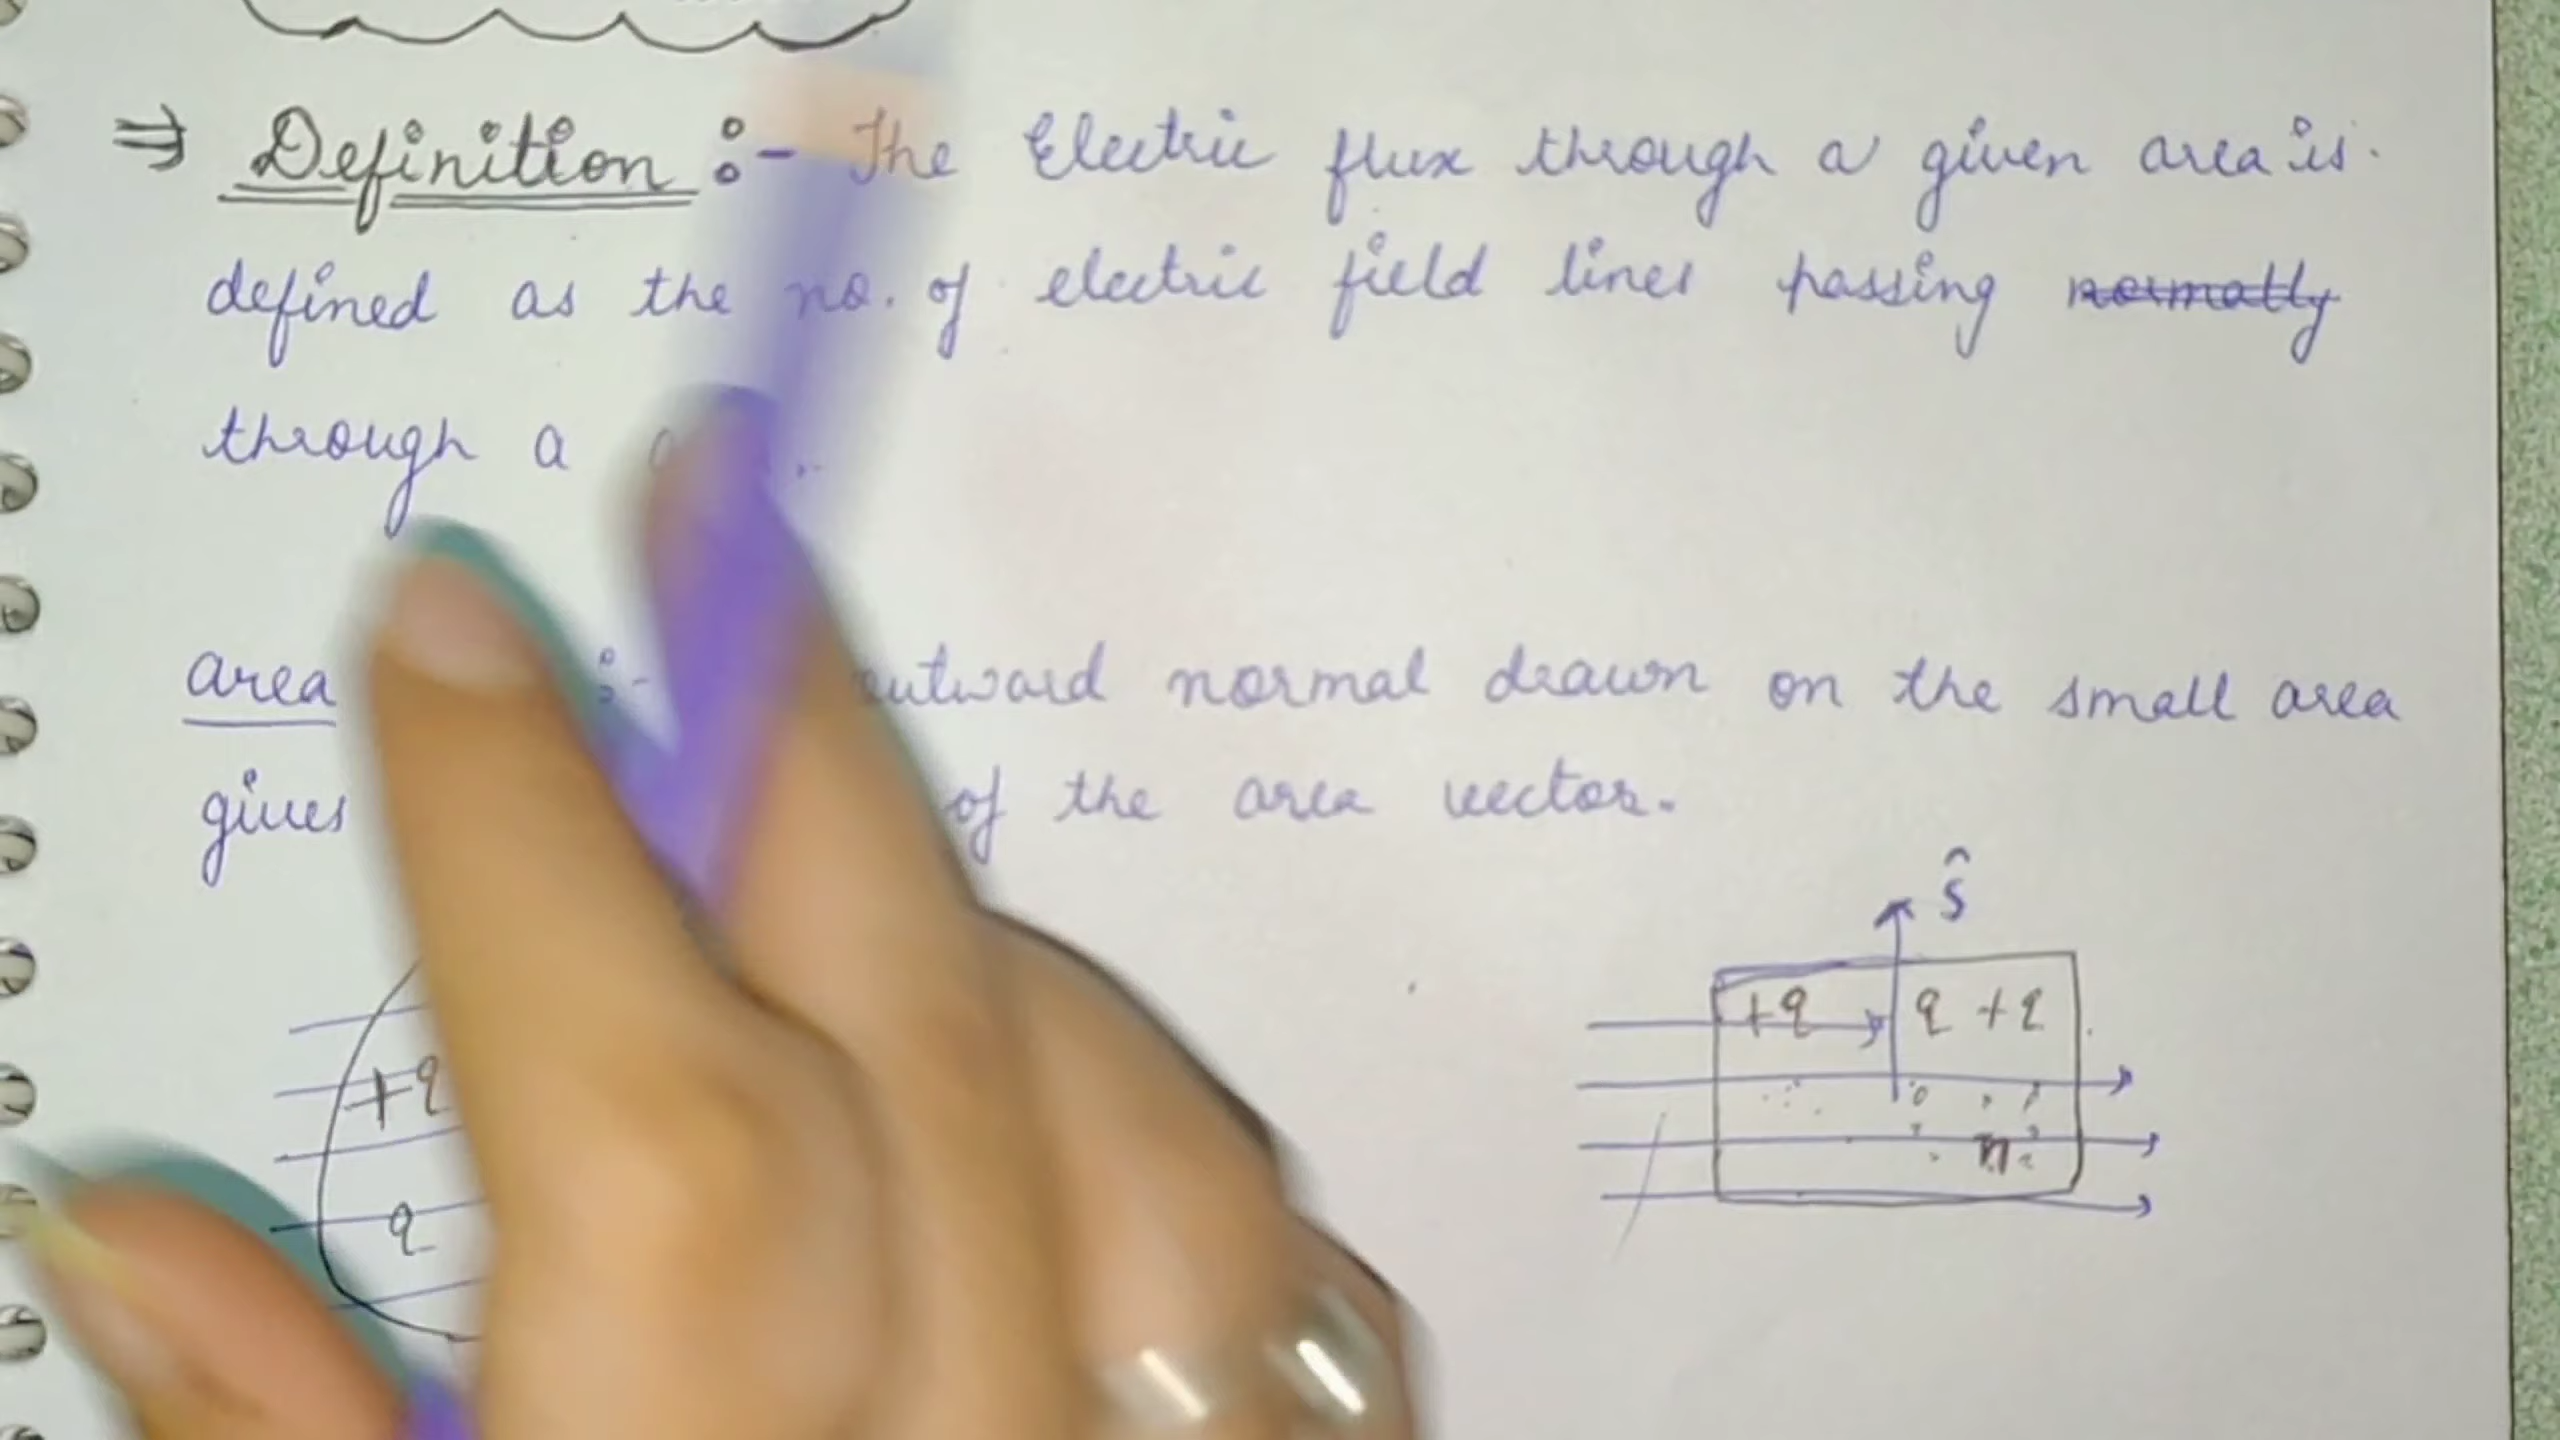 ⇒ Definition :- The Electric flux through a given area is.
defined as the no. of electric field lines passing normally
through a
area :- outward normal drawn on the small area
gives of the area vector.
ŝ
+q q +q
+q
n
q